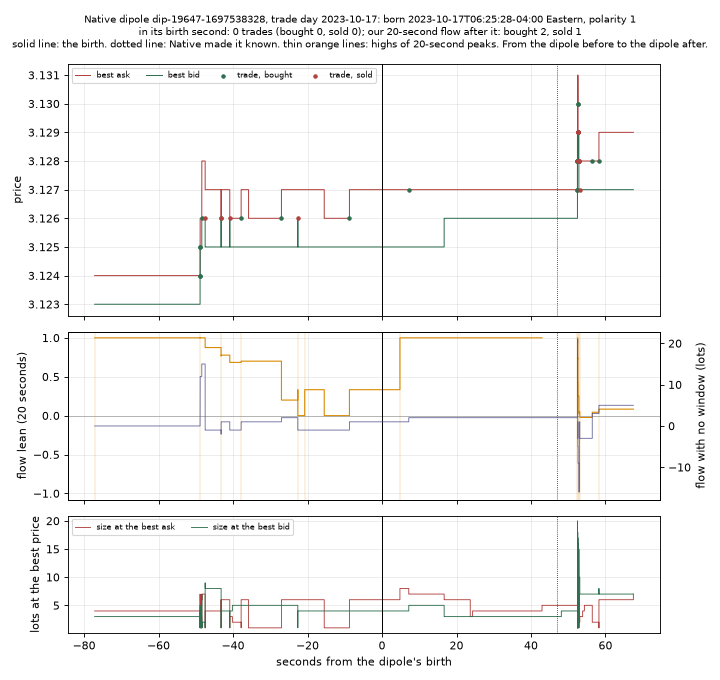 Native dipole dip-19647-1697538328, trade day 2023-10-17: born 2023-10-17T06:25:28-04:00 Eastern, polarity 1
in its birth second: 0 trades (bought 0, sold 0); our 20-second flow after it: bought 2, sold 1
solid line: the birth. dotted line: Native made it known. thin orange lines: highs of 20-second peaks. From the dipole before to the dipole after.
best ask
best bid
trade, bought
trade, sold
3.131
3.130
3.129
3.128
3.127
3.126
3.125
3.124
3.123
price
1.0
0.5
0.0
−0.5
−1.0
flow lean (20 seconds)
20
10
0
−10
flow with no window (lots)
size at the best ask
size at the best bid
20
15
10
5
lots at the best price
−80
−60
−40
−20
0
20
40
60
seconds from the dipole's birth